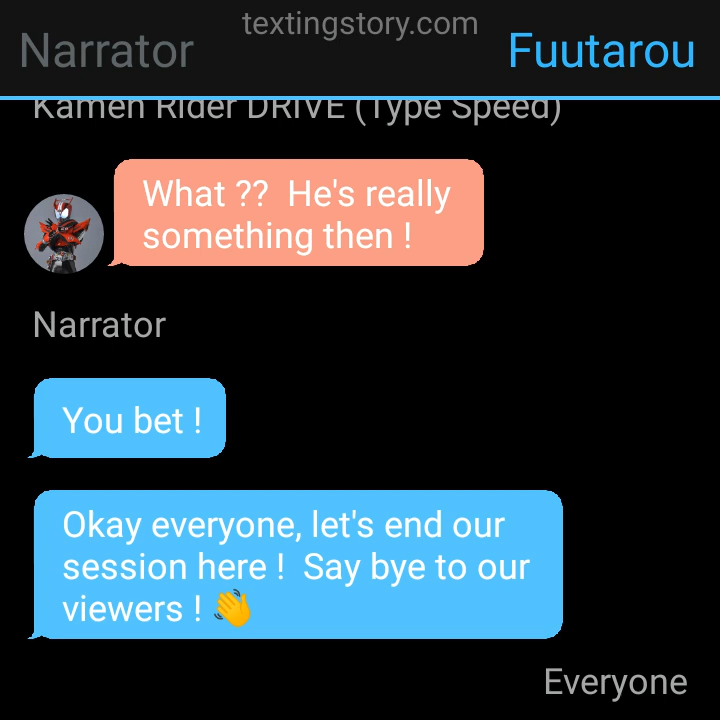 textingstory.com
Narrator
Fuutarou
Kamen Rider DRIVE (Type Speed)
What ??  He's really
something then !
Narrator
You bet !
Okay everyone, let's end our
session here !  Say bye to our
viewers ! 👋
Everyone